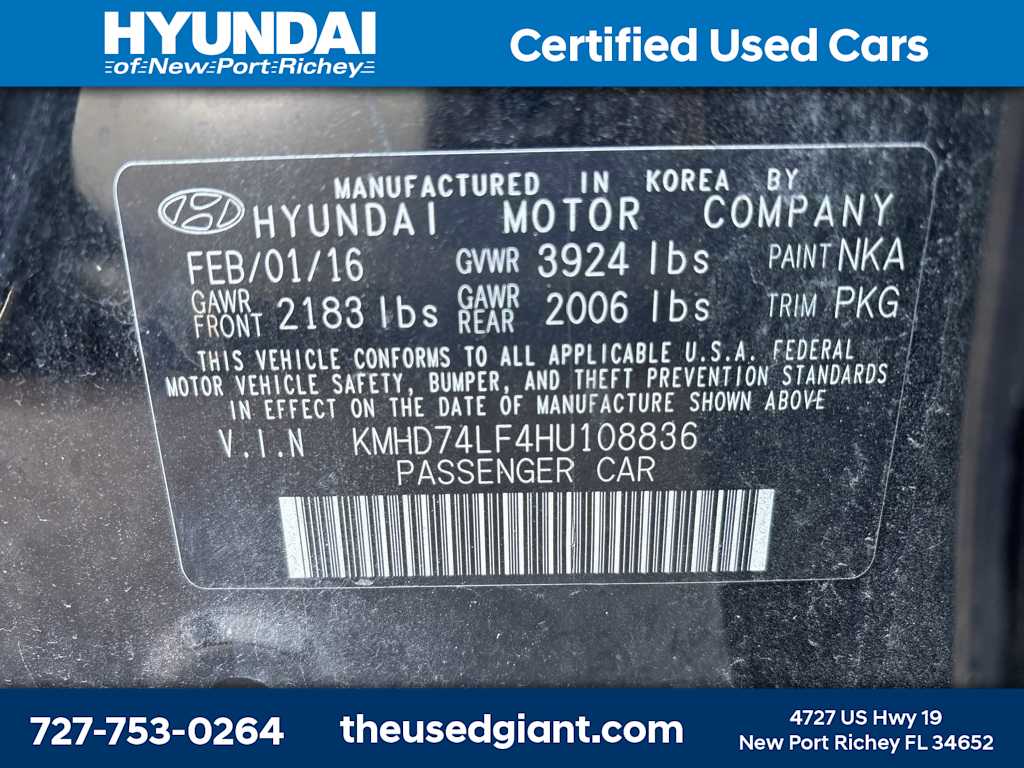 HYUNDAI
of New Port Richey
Certified Used Cars
MANUFACTURED IN KOREA BY
HYUNDAI MOTOR COMPANY
FEB/01/16 GVWR 3924 lbs PAINT NKA
GAWR FRONT 2183 lbs GAWR REAR 2006 lbs TRIM PKG
THIS VEHICLE CONFORMS TO ALL APPLICABLE U.S.A. FEDERAL
MOTOR VEHICLE SAFETY, BUMPER, AND THEFT PREVENTION STANDARDS
IN EFFECT ON THE DATE OF MANUFACTURE SHOWN ABOVE
V.I.N KMHD74LF4HU108836
PASSENGER CAR
727-753-0264
theusedgiant.com
4727 US Hwy 19
New Port Richey FL 34652